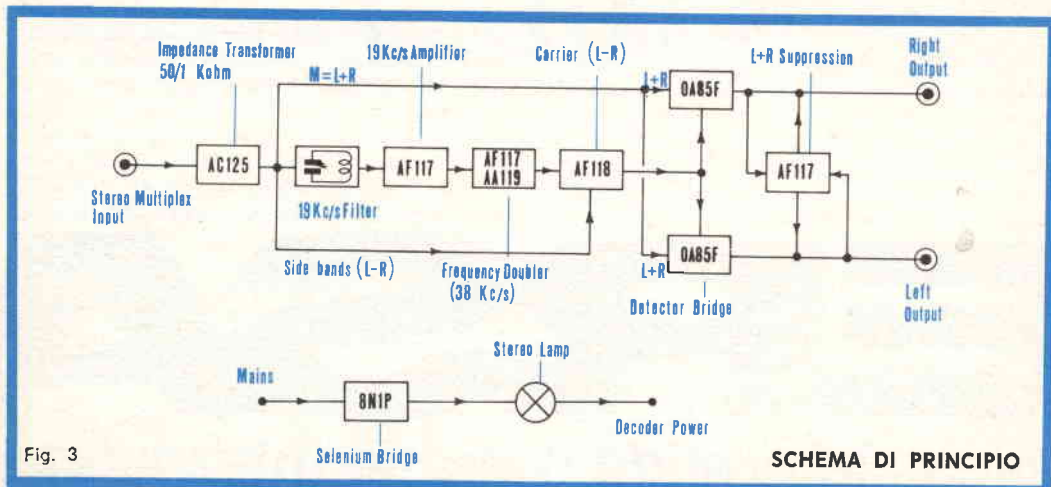 Impedance Transformer
50/1 Kohm
19Kc/s Amplifier
Carrier (L-R)
L+R Suppression
Right
Output
M=L+R
L+R
OA85F
AC125
AF117
AF117
AA119
AF118
AF117
Stereo Multiplex
Input
19Kc/s Filter
Side bands (L-R)
Frequency Doubler
(38 Kc/s)
L+R
OA85F
Detector Bridge
Left
Output
Stereo Lamp
Mains
8N1P
Decoder Power
Selenium Bridge
Fig. 3
SCHEMA DI PRINCIPIO